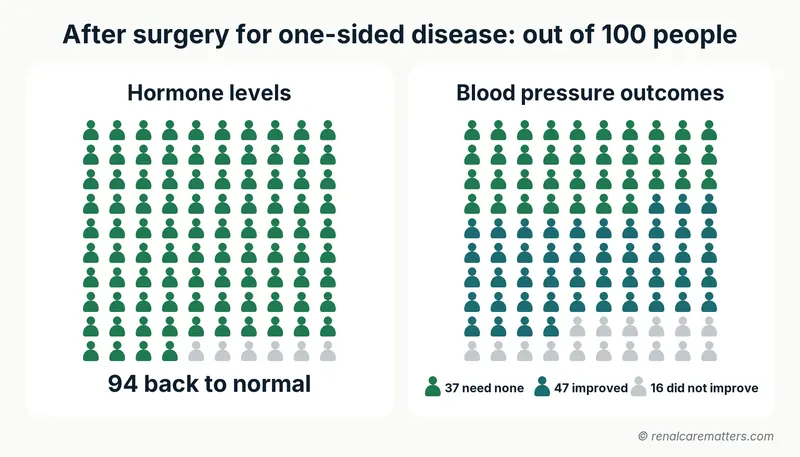 After surgery for one-sided disease: out of 100 people
Hormone levels
94 back to normal
Blood pressure outcomes
37 need none
47 improved
16 did not improve
© renalcarematters.com